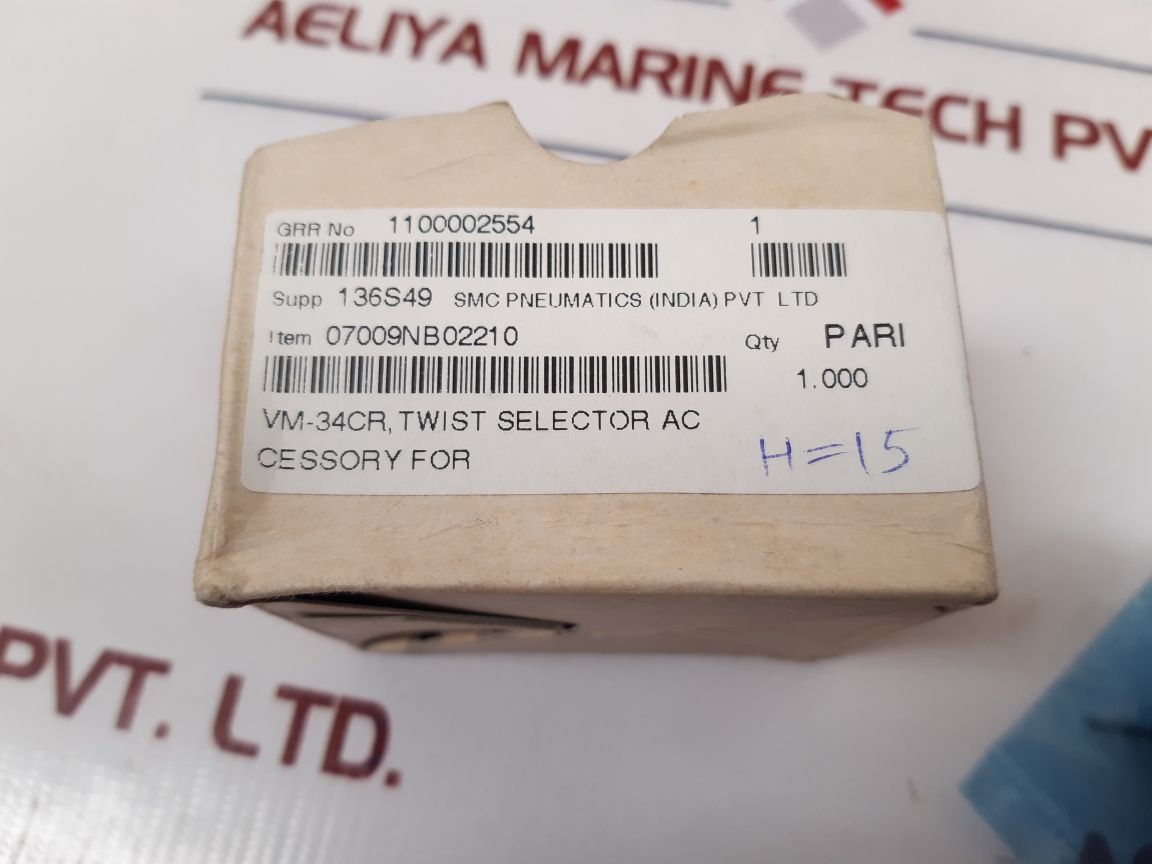 AELIYA MARINE TECH PV
GRR No 1100002554 1
Supp 136S49 SMC PNEUMATICS (INDIA) PVT LTD
Item 07009NB02210 Qty PARI
1.000
VM-34CR, TWIST SELECTOR AC
CESSORY FOR
H=15
PVT. LTD.